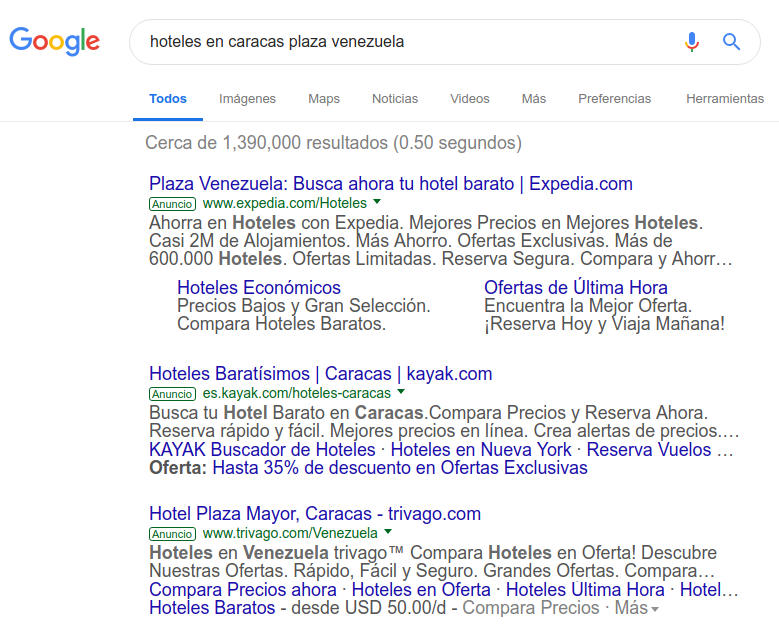 Google
hoteles en caracas plaza venezuela
Todos Imágenes Maps Noticias Videos Más Preferencias Herramientas
Cerca de 1,390,000 resultados (0.50 segundos)
Plaza Venezuela: Busca ahora tu hotel barato | Expedia.com
Anuncio www.expedia.com/Hoteles
Ahorra en Hoteles con Expedia. Mejores Precios en Mejores Hoteles.
Casi 2M de Alojamientos. Más Ahorro. Ofertas Exclusivas. Más de
600.000 Hoteles. Ofertas Limitadas. Reserva Segura. Compara y Ahorr…
Hoteles Económicos
Precios Bajos y Gran Selección.
Compara Hoteles Baratos.
Ofertas de Última Hora
Encuentra la Mejor Oferta.
¡Reserva Hoy y Viaja Mañana!
Hoteles Baratísimos | Caracas | kayak.com
Anuncio es.kayak.com/hoteles-caracas
Busca tu Hotel Barato en Caracas.Compara Precios y Reserva Ahora.
Reserva rápido y fácil. Mejores precios en línea. Crea alertas de precios.…
KAYAK Buscador de Hoteles · Hoteles en Nueva York · Reserva Vuelos …
Oferta: Hasta 35% de descuento en Ofertas Exclusivas
Hotel Plaza Mayor, Caracas - trivago.com
Anuncio www.trivago.com/Venezuela
Hoteles en Venezuela trivago™ Compara Hoteles en Oferta! Descubre
Nuestras Ofertas. Rápido, Fácil y Seguro. Grandes Ofertas. Compara…
Compara Precios ahora · Hoteles en Oferta · Hoteles Ultima Hora · Hotel…
Hoteles Baratos - desde USD 50.00/d - Compara Precios · Más